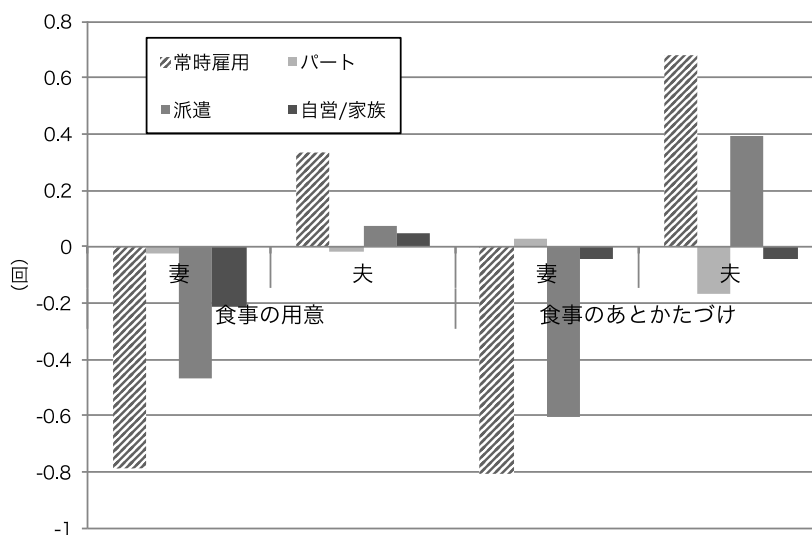 0.8
0.6
0.4
0.2
0
-0.2
-0.4
-0.6
-0.8
-1
(回)
常時雇用 パート
派遣 自営/家族
妻 夫 妻 夫
食事の用意 食事のあとかたづけ